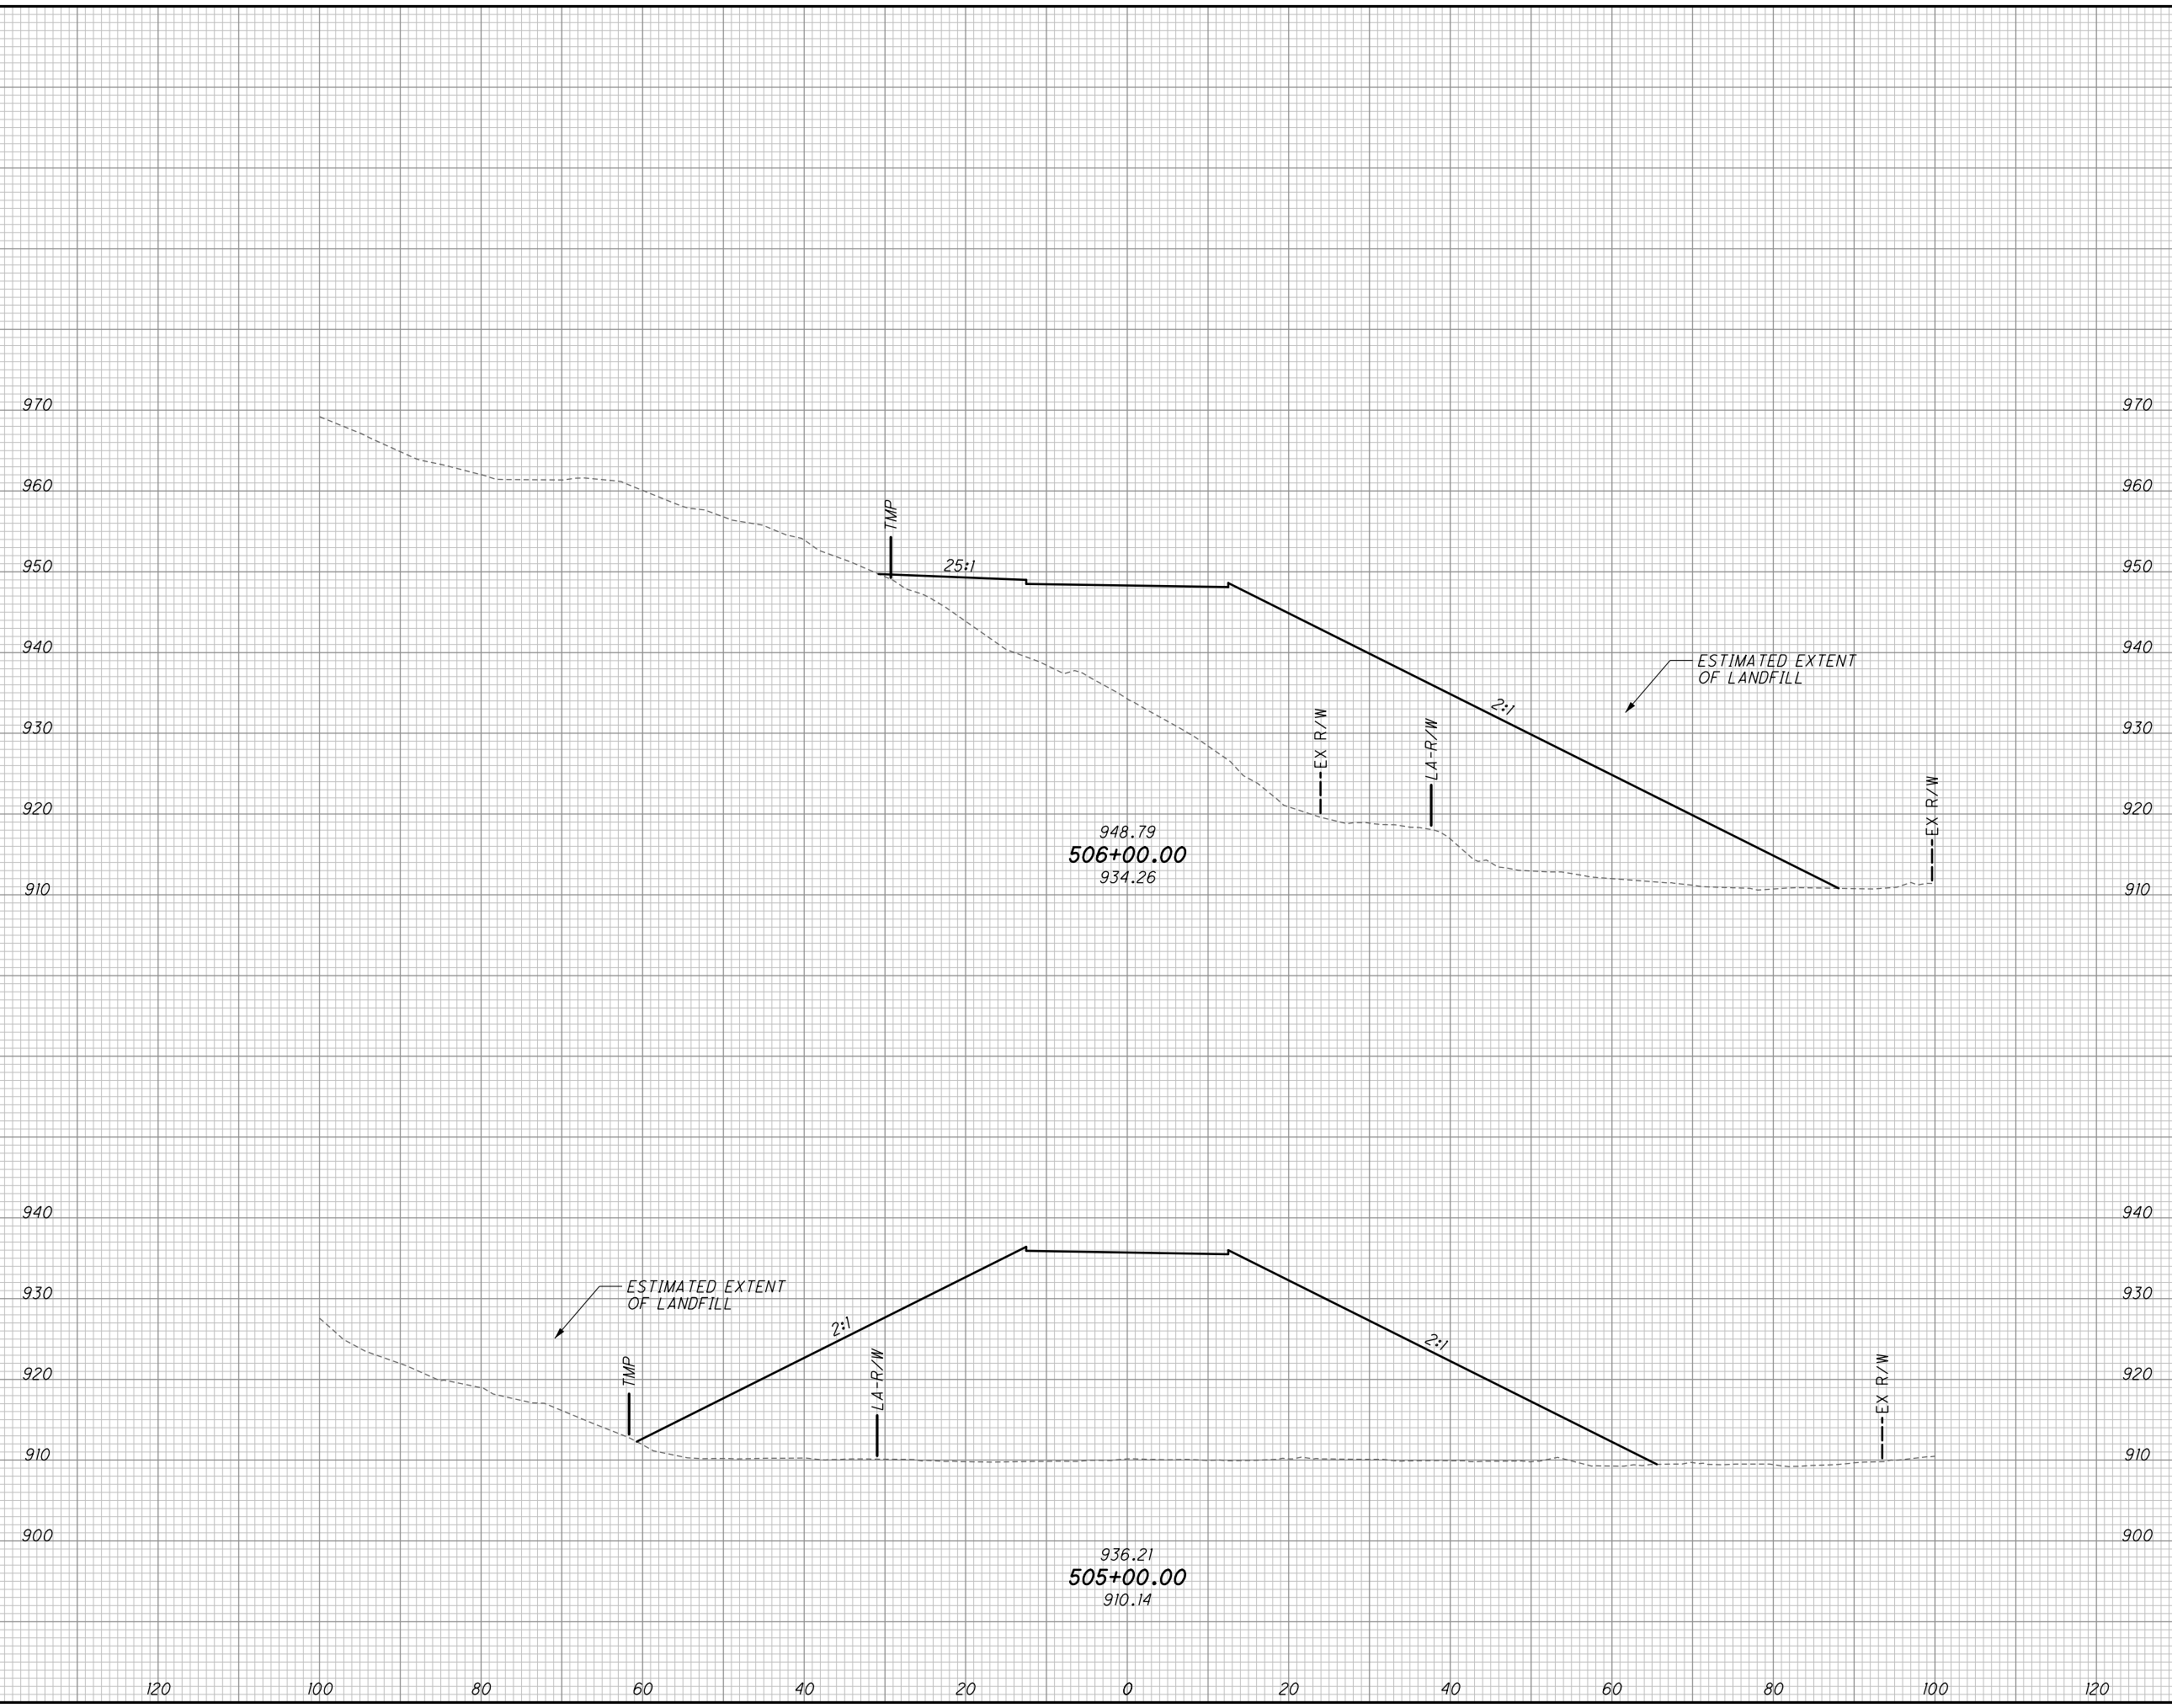 970 970
960 960
TMP
950 25:1 950
940 940
ESTIMATED EXTENT
OF LANDFILL
2:1
930 EX R/W LA-R/W 930
920 EX R/W 920
948.79
506+00.00
934.26
910 910
940 940
930 930
ESTIMATED EXTENT
OF LANDFILL
2:1 2:1
920 TMP LA-R/W EX R/W 920
910 910
900 900
936.21
505+00.00
910.14
120 100 80 60 40 20 0 20 40 60 80 100 120